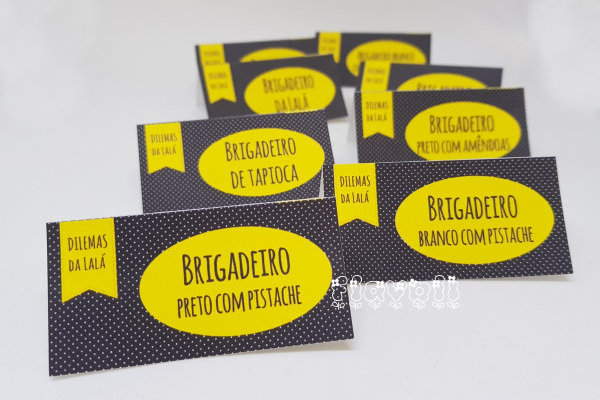 BRIGADEIRO BRANCO
BRIGADEIRO
DA LALÁ
DILEMAS
DA LALÁ
BRIGADEIRO
PRETO COM AMÊNDOAS
DILEMAS
DA LALÁ
BRIGADEIRO
DE TAPIOCA
DILEMAS
DA LALÁ
BRIGADEIRO
BRANCO COM PISTACHE
DILEMAS
DA LALÁ
BRIGADEIRO
PRETO COM PISTACHE
flavoli